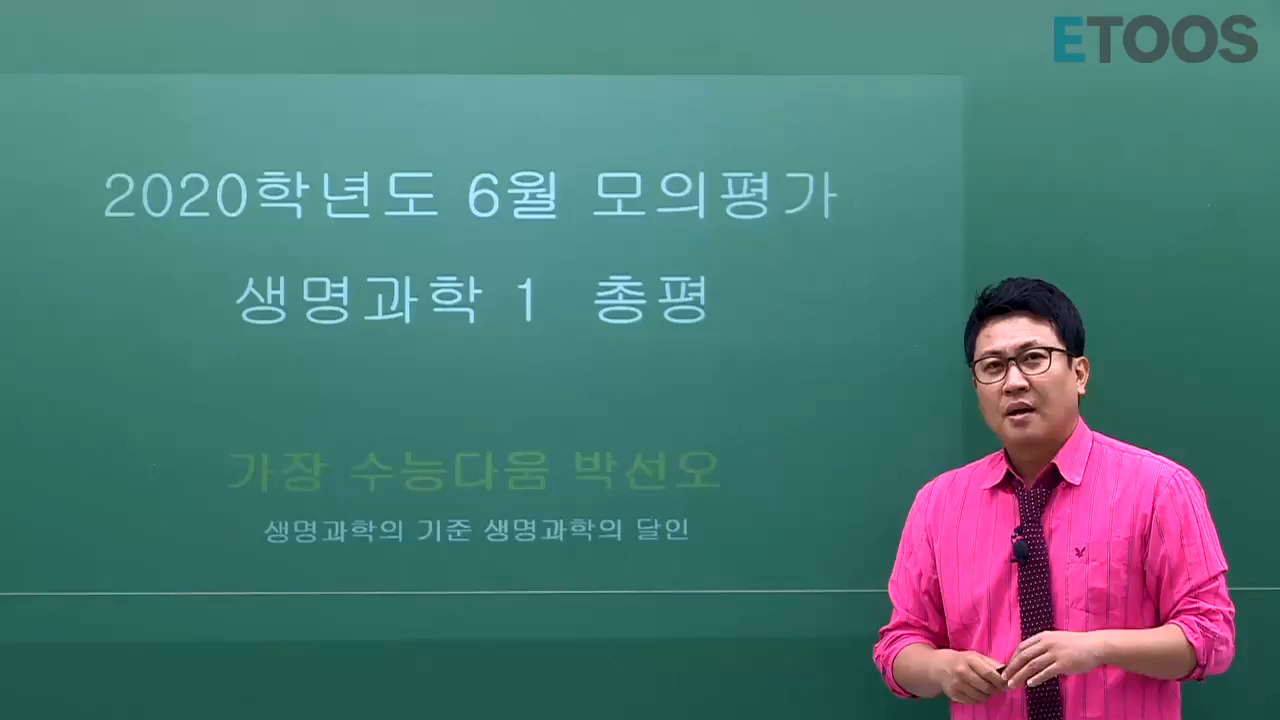 ETOOS
2020학년도 6월 모의평가
생명과학 1 총평
가장 수능다움 박선오
생명과학의 기준 생명과학의 달인